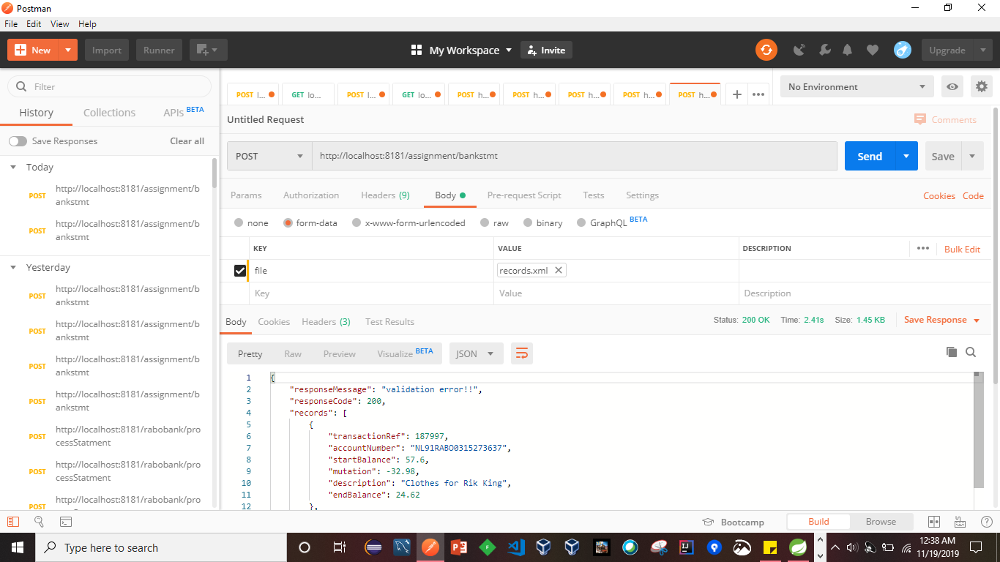 Postman
File Edit View Help
New Import Runner My Workspace Invite Upgrade
Filter
History Collections APIs BETA
Save Responses Clear all
Today
POST http://localhost:8181/assignment/b
ankstmt
POST http://localhost:8181/assignment/b
ankstmt
Yesterday
POST http://localhost:8181/assignment/b
ankstmt
POST http://localhost:8181/assignment/b
ankstmt
POST http://localhost:8181/assignment/b
ankstmt
POST http://localhost:8181/assignment/b
ankstmt
POST http://localhost:8181/rabobank/pro
cessStatment
POST http://localhost:8181/rabobank/pro
cessStatment
POST http://localhost:8181/rabobank/pro
POST l... GET lo... POST l... GET lo... POST h... POST h... POST h... POST h... POST h... No Environment
Untitled Request Comments
POST http://localhost:8181/assignment/bankstmt Send Save
Params Authorization Headers (9) Body Pre-request Script Tests Settings Cookies Code
none form-data x-www-form-urlencoded raw binary GraphQL BETA
KEY VALUE DESCRIPTION Bulk Edit
file records.xml
Key Value Description
Body Cookies Headers (3) Test Results Status: 200 OK Time: 2.41s Size: 1.45 KB Save Response
Pretty Raw Preview Visualize BETA JSON
1 {
2 "responseMessage": "validation error!!",
3 "responseCode": 200,
4 "records": [
5 {
6 "transactionRef": 187997,
7 "accountNumber": "NL91RABO0315273637",
8 "startBalance": 57.6,
9 "mutation": -32.98,
10 "description": "Clothes for Rik King",
11 "endBalance": 24.62
12 },
Bootcamp Build Browse
Type here to search
12:38 AM
11/19/2019